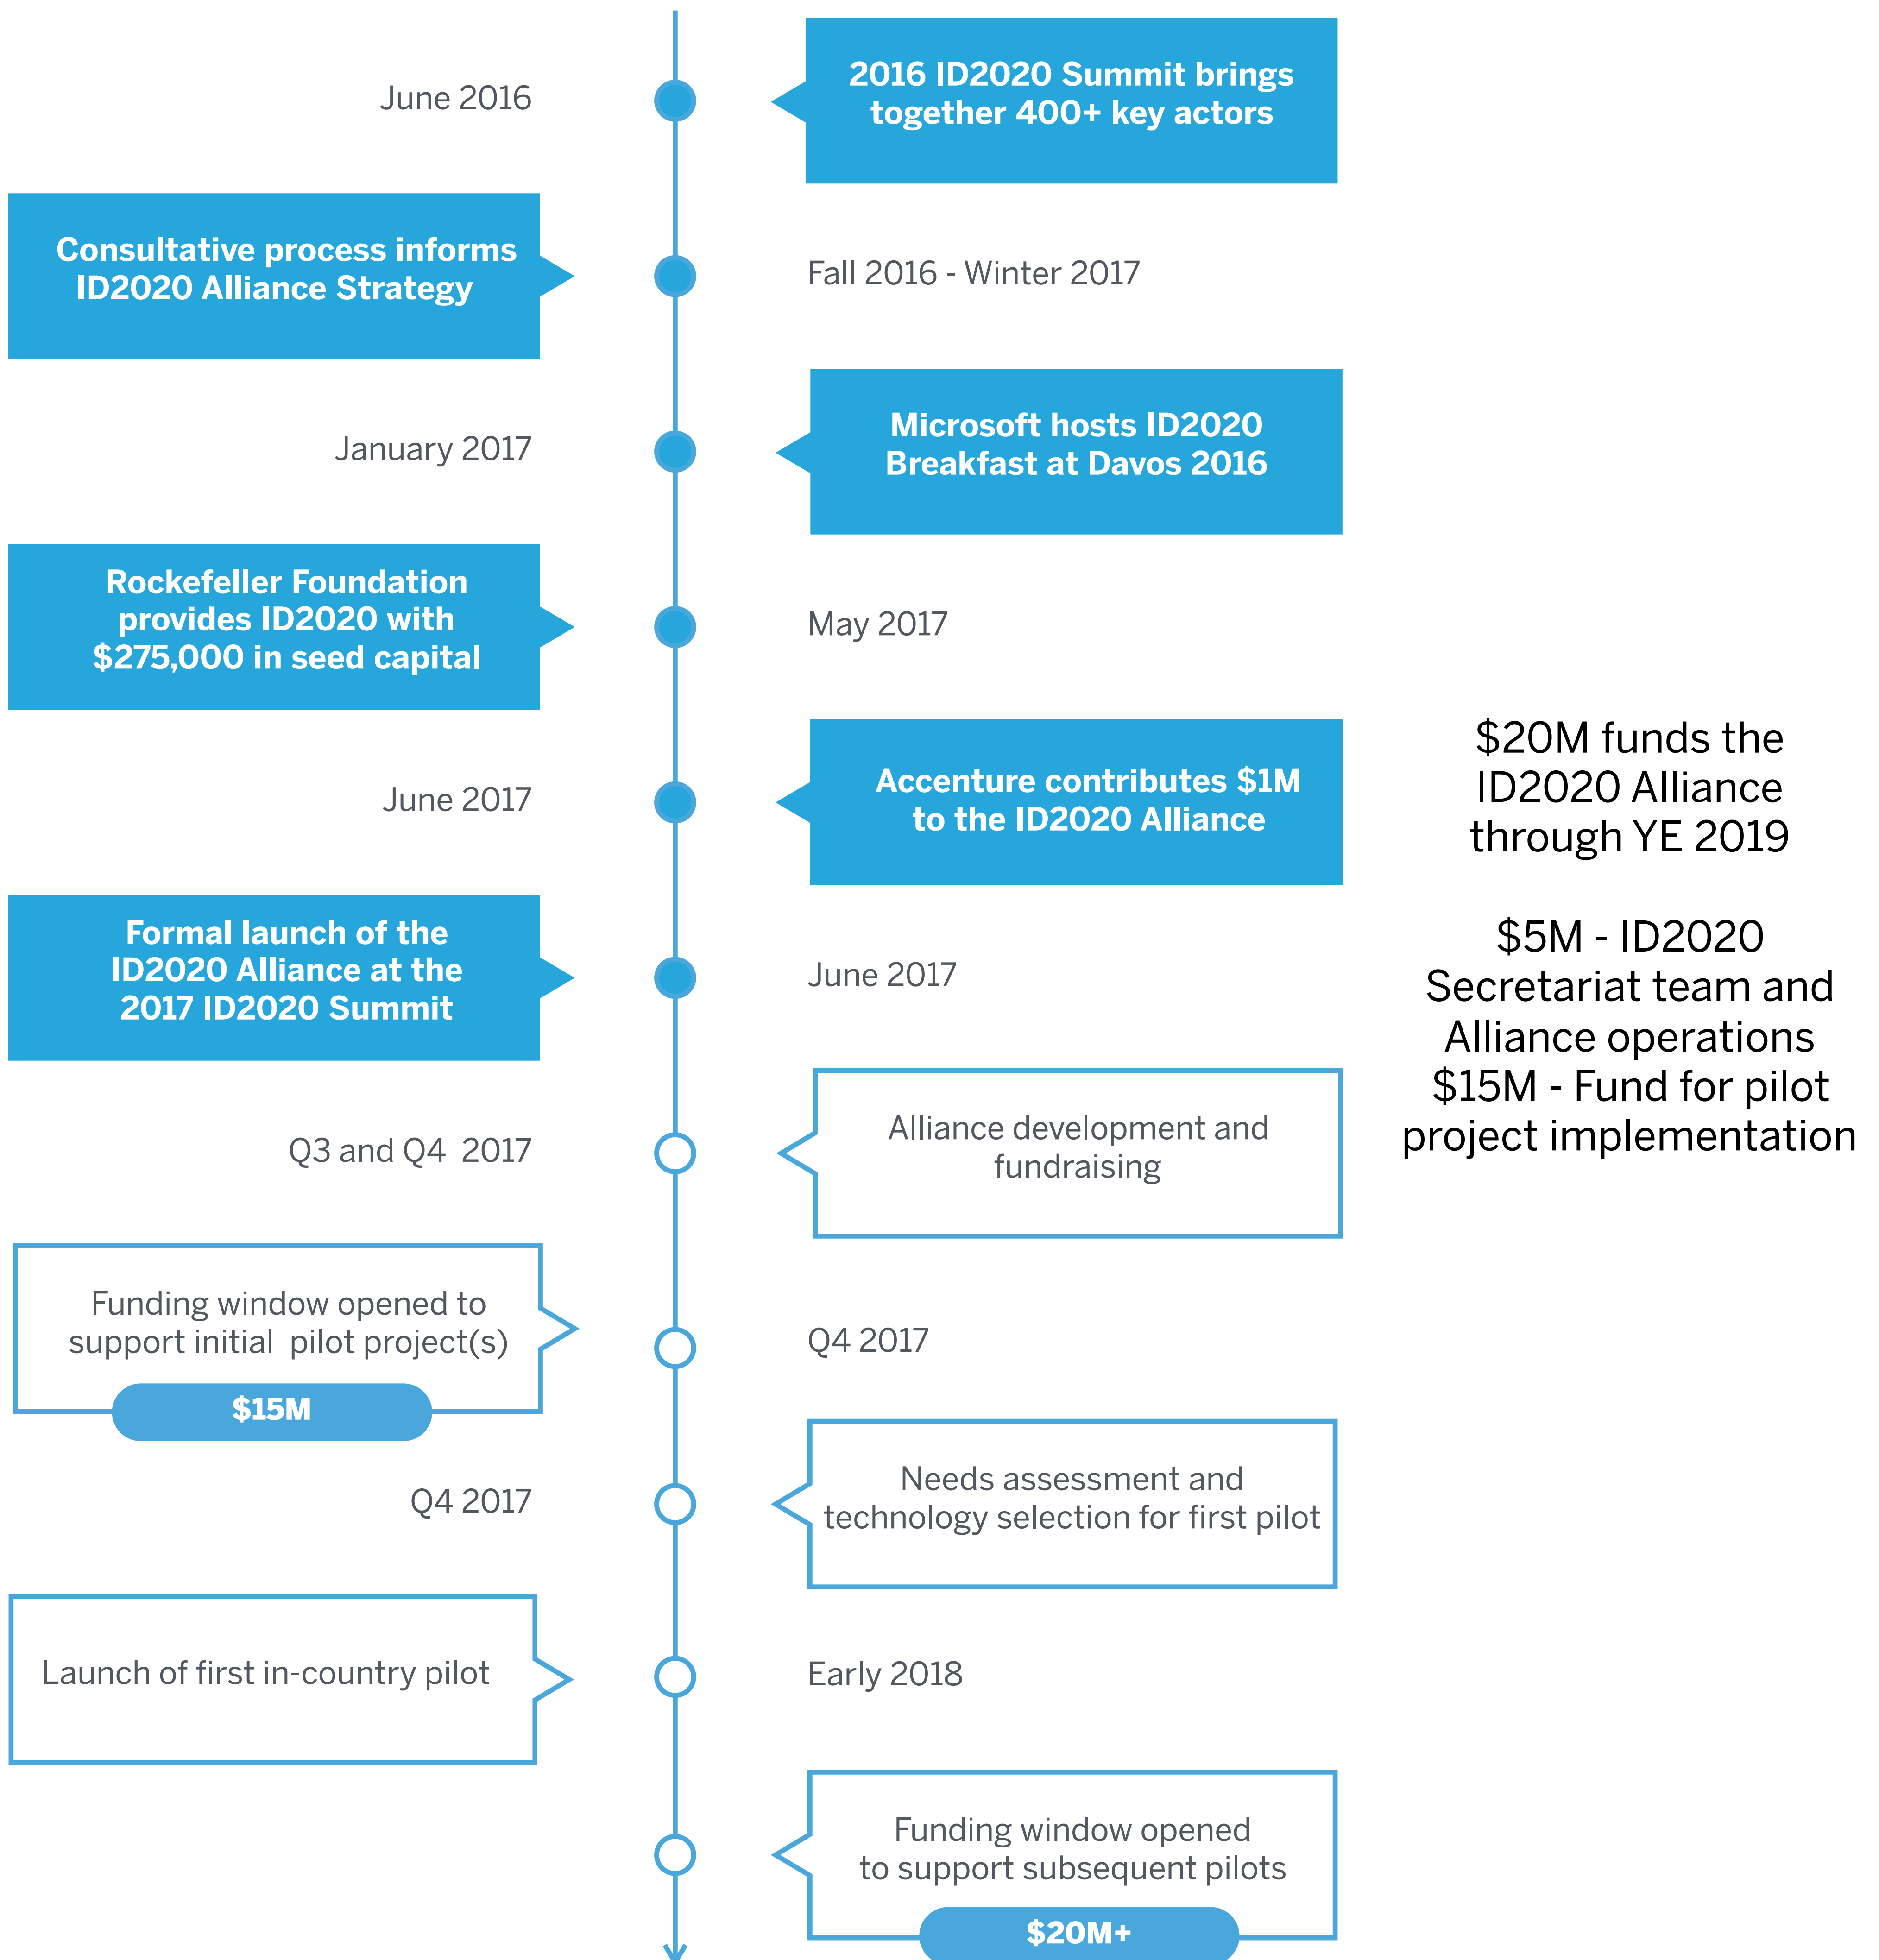 June 2016
2016 ID2020 Summit brings
together 400+ key actors
Consultative process informs
ID2020 Alliance Strategy
Fall 2016 - Winter 2017
January 2017
Microsoft hosts ID2020
Breakfast at Davos 2016
Rockefeller Foundation
provides ID2020 with
$275,000 in seed capital
May 2017
June 2017
Accenture contributes $1M
to the ID2020 Alliance
Formal launch of the
ID2020 Alliance at the
2017 ID2020 Summit
June 2017
Q3 and Q4  2017
Alliance development and
fundraising
Funding window opened to
support initial  pilot project(s)
$15M
Q4 2017
Q4 2017
Needs assessment and
technology selection for first pilot
Launch of first in-country pilot
Early 2018
Funding window opened
to support subsequent pilots
$20M+
$20M funds the
ID2020 Alliance
through YE 2019
$5M - ID2020
Secretariat team and
Alliance operations
$15M - Fund for pilot
project implementation